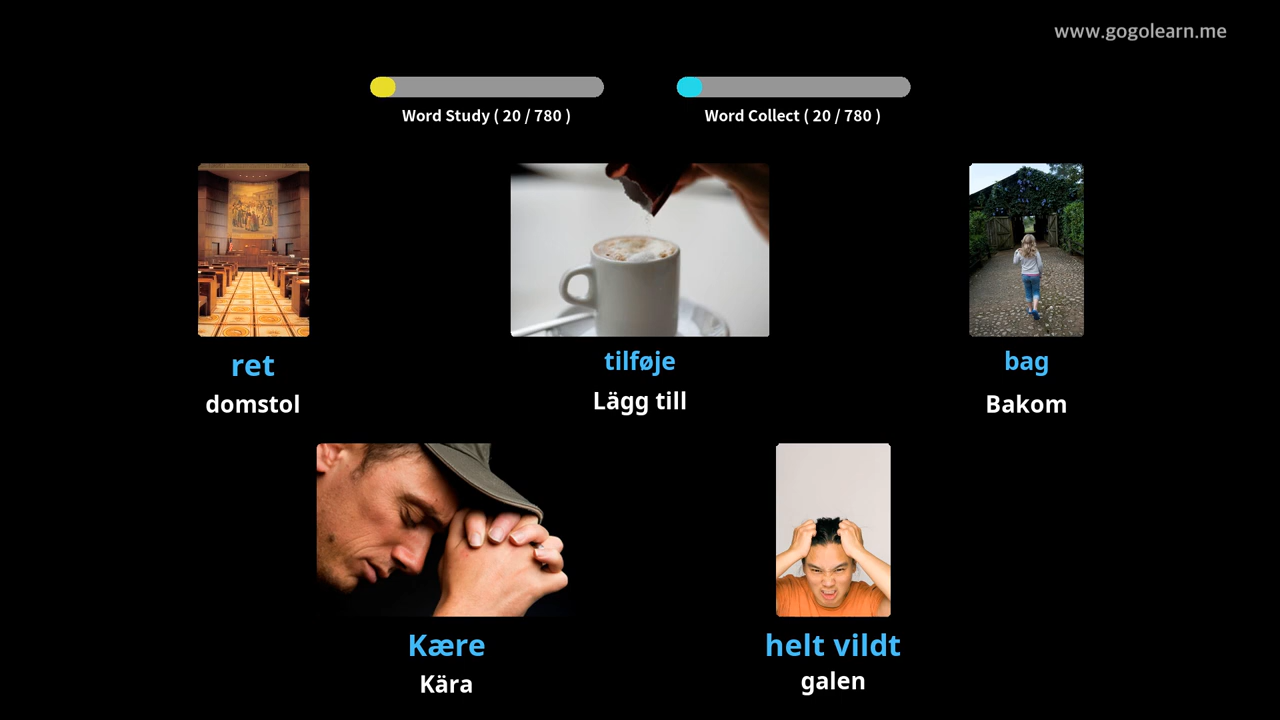 www.gogolearn.me
Word Study ( 20 / 780 )
Word Collect ( 20 / 780 )
ret
domstol
tilføje
Lägg till
bag
Bakom
Kære
Kära
helt vildt
galen